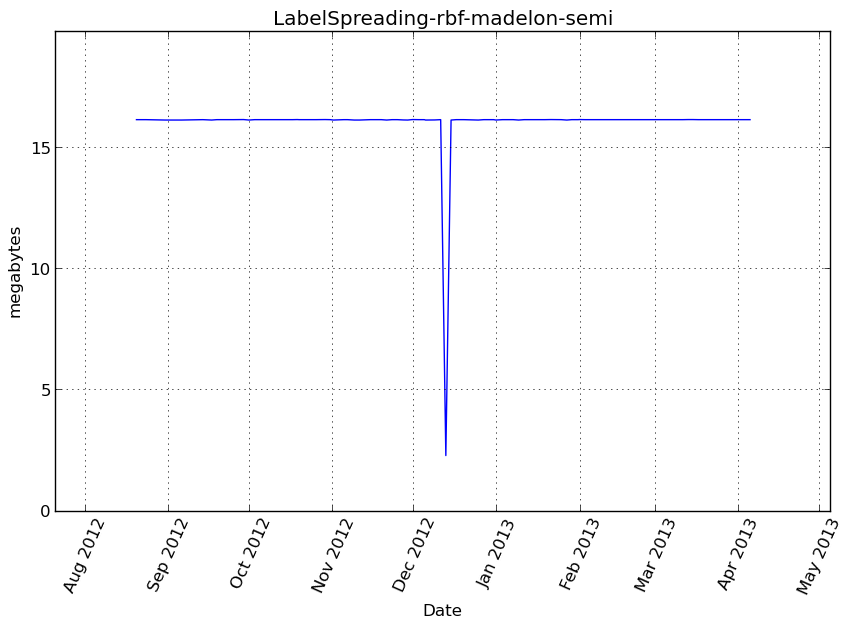 LabelSpreading-rbf-madelon-semi
megabytes
15
10
5
0
Aug 2012
Sep 2012
Oct 2012
Nov 2012
Dec 2012
Jan 2013
Feb 2013
Mar 2013
Apr 2013
May 2013
Date